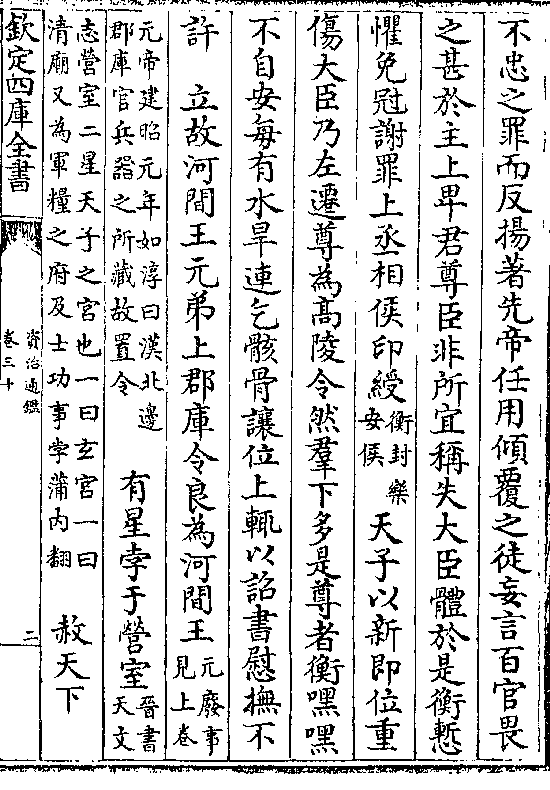 不忠之罪而反揚著先帝任用傾覆之徒妄言百官畏
之甚於主上卑君尊臣非所宜稱失大臣體於是衡慙
懼免冠謝罪上丞相侯印綬衡封樂安侯 天子以新即位重
傷大臣乃左遷尊為高陵令然羣下多是尊者衡嘿嘿
不自安每有水旱連乞骸骨讓位上輒以詔書慰撫不
許 立故河間王元弟上郡庫令良為河間王元廢事見上卷
元帝建昭元年如淳曰漢北邊郡庫官兵器之所藏故置令 有星孛于營室晉書天文
志營室二星天子之宮也一曰玄宮一曰清廟又為軍糧之府及士功事孛蒲內翻 赦天下
欽定四庫全書 資治通鑑 卷三十 二